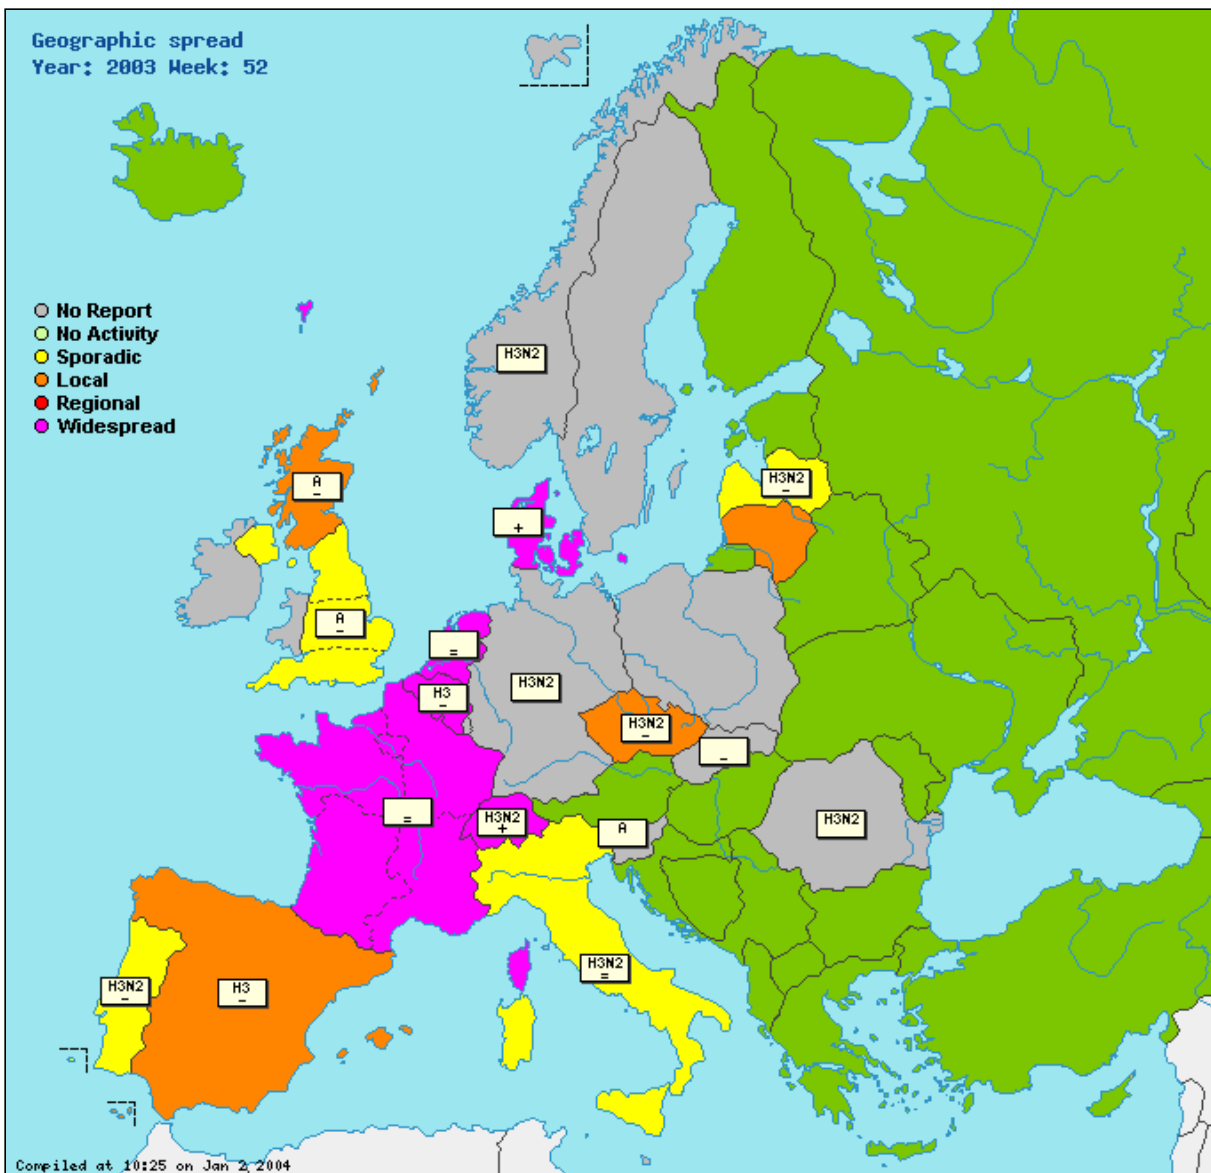 Geographic spread
Year: 2003 Week: 52
No Report
No Activity
Sporadic
Local
Regional
Widespread
H3N2
A
–
H3N2
–
+
A
–
=
H3
–
H3N2
H3N2
–
–
=
H3N2
+
A
H3N2
H3N2
=
H3N2
–
H3
–
Compiled at 10:25 on Jan 2 2004